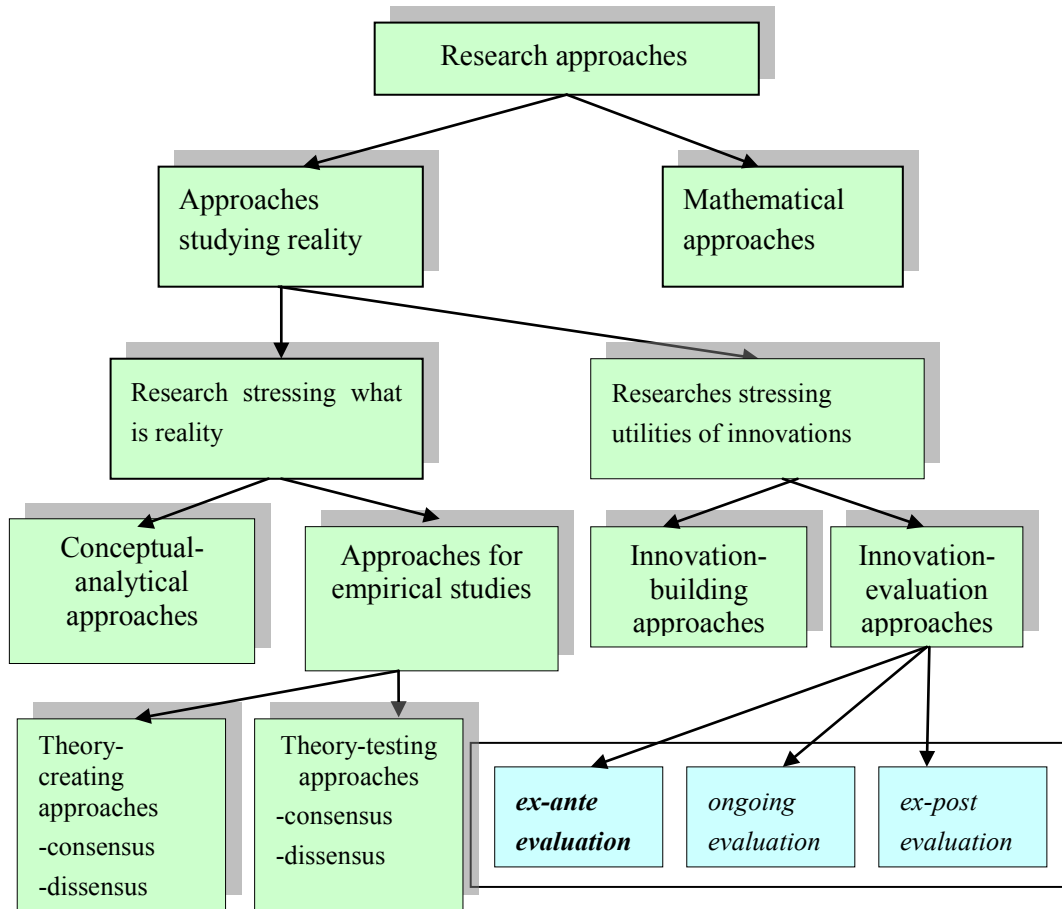 Research approaches
Approaches
studying reality
Mathematical
approaches
Research stressing what
is reality
Researches stressing
utilities of innovations
Conceptual-
analytical
approaches
Approaches for
empirical studies
Innovation-
building
approaches
Innovation-
evaluation
approaches
Theory-
creating
approaches
-consensus
-dissensus
Theory-testing
approaches
-consensus
-dissensus
ex-ante
evaluation
ongoing
evaluation
ex-post
evaluation